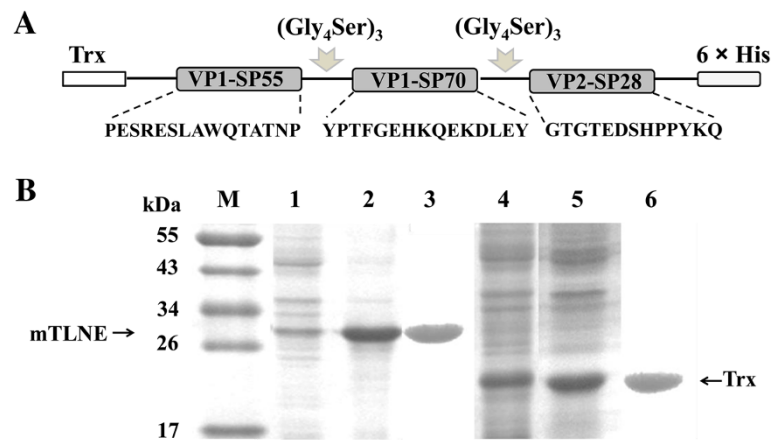 A
(Gly4Ser)3 (Gly4Ser)3
Trx 6 × His
VP1-SP55 VP1-SP70 VP2-SP28
PESRESLAWQTATNP YPTFGEHKQEKDLEY GTGTEDSHPPYKQ
B
kDa M 1 2 3 4 5 6
55
43
34
mTLNE →
26
←Trx
17